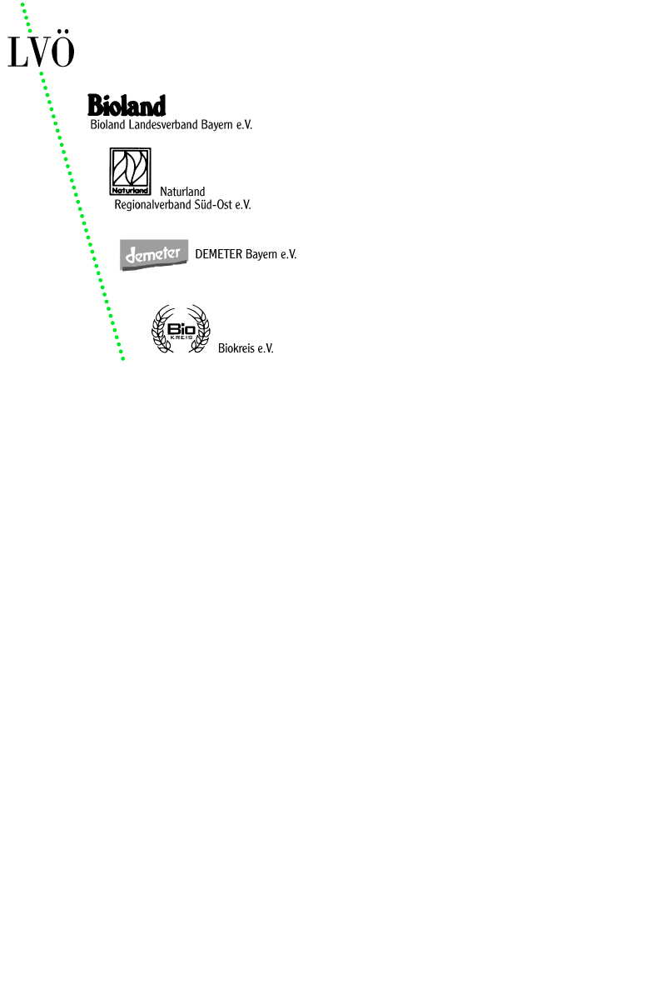 LVÖ
Bioland
Bioland Landesverband Bayern e.V.
Naturland
Naturland
Regionalverband Süd-Ost e.V.
demeter
DEMETER Bayern e.V.
Bio
KREIS
Biokreis e.V.